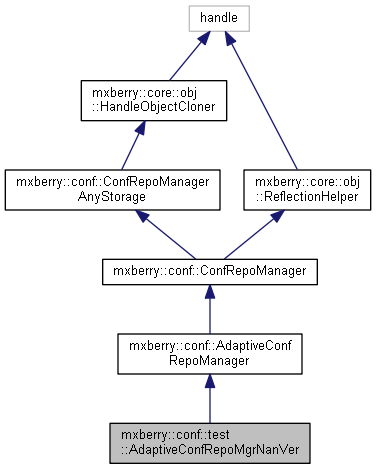 handle
mxberry::core::obj
::HandleObjectCloner
mxberry::conf::ConfRepoManager
AnyStorage
mxberry::core::obj
::ReflectionHelper
mxberry::conf::ConfRepoManager
mxberry::conf::AdaptiveConf
RepoManager
mxberry::conf::test
::AdaptiveConfRepoMgrNanVer